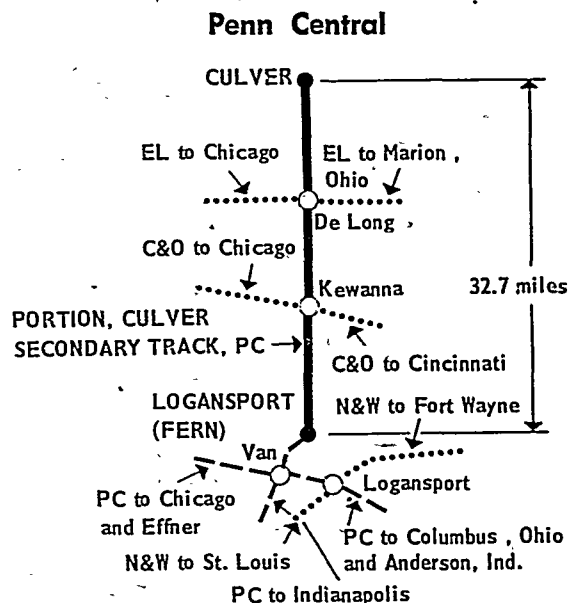 Penn Central
CULVER
EL to Chicago
EL to Marion ,
Ohio
De Long
C&O to Chicago
Kewanna
32.7 miles
PORTION, CULVER
SECONDARY TRACK, PC
C&O to Cincinnati
LOGANSPORT
(FERN)
N&W to Fort Wayne
Van
Logansport
PC to Chicago
and Effner
PC to Columbus , Ohio
and Anderson, Ind.
N&W to St. Louis
PC to Indianapolis